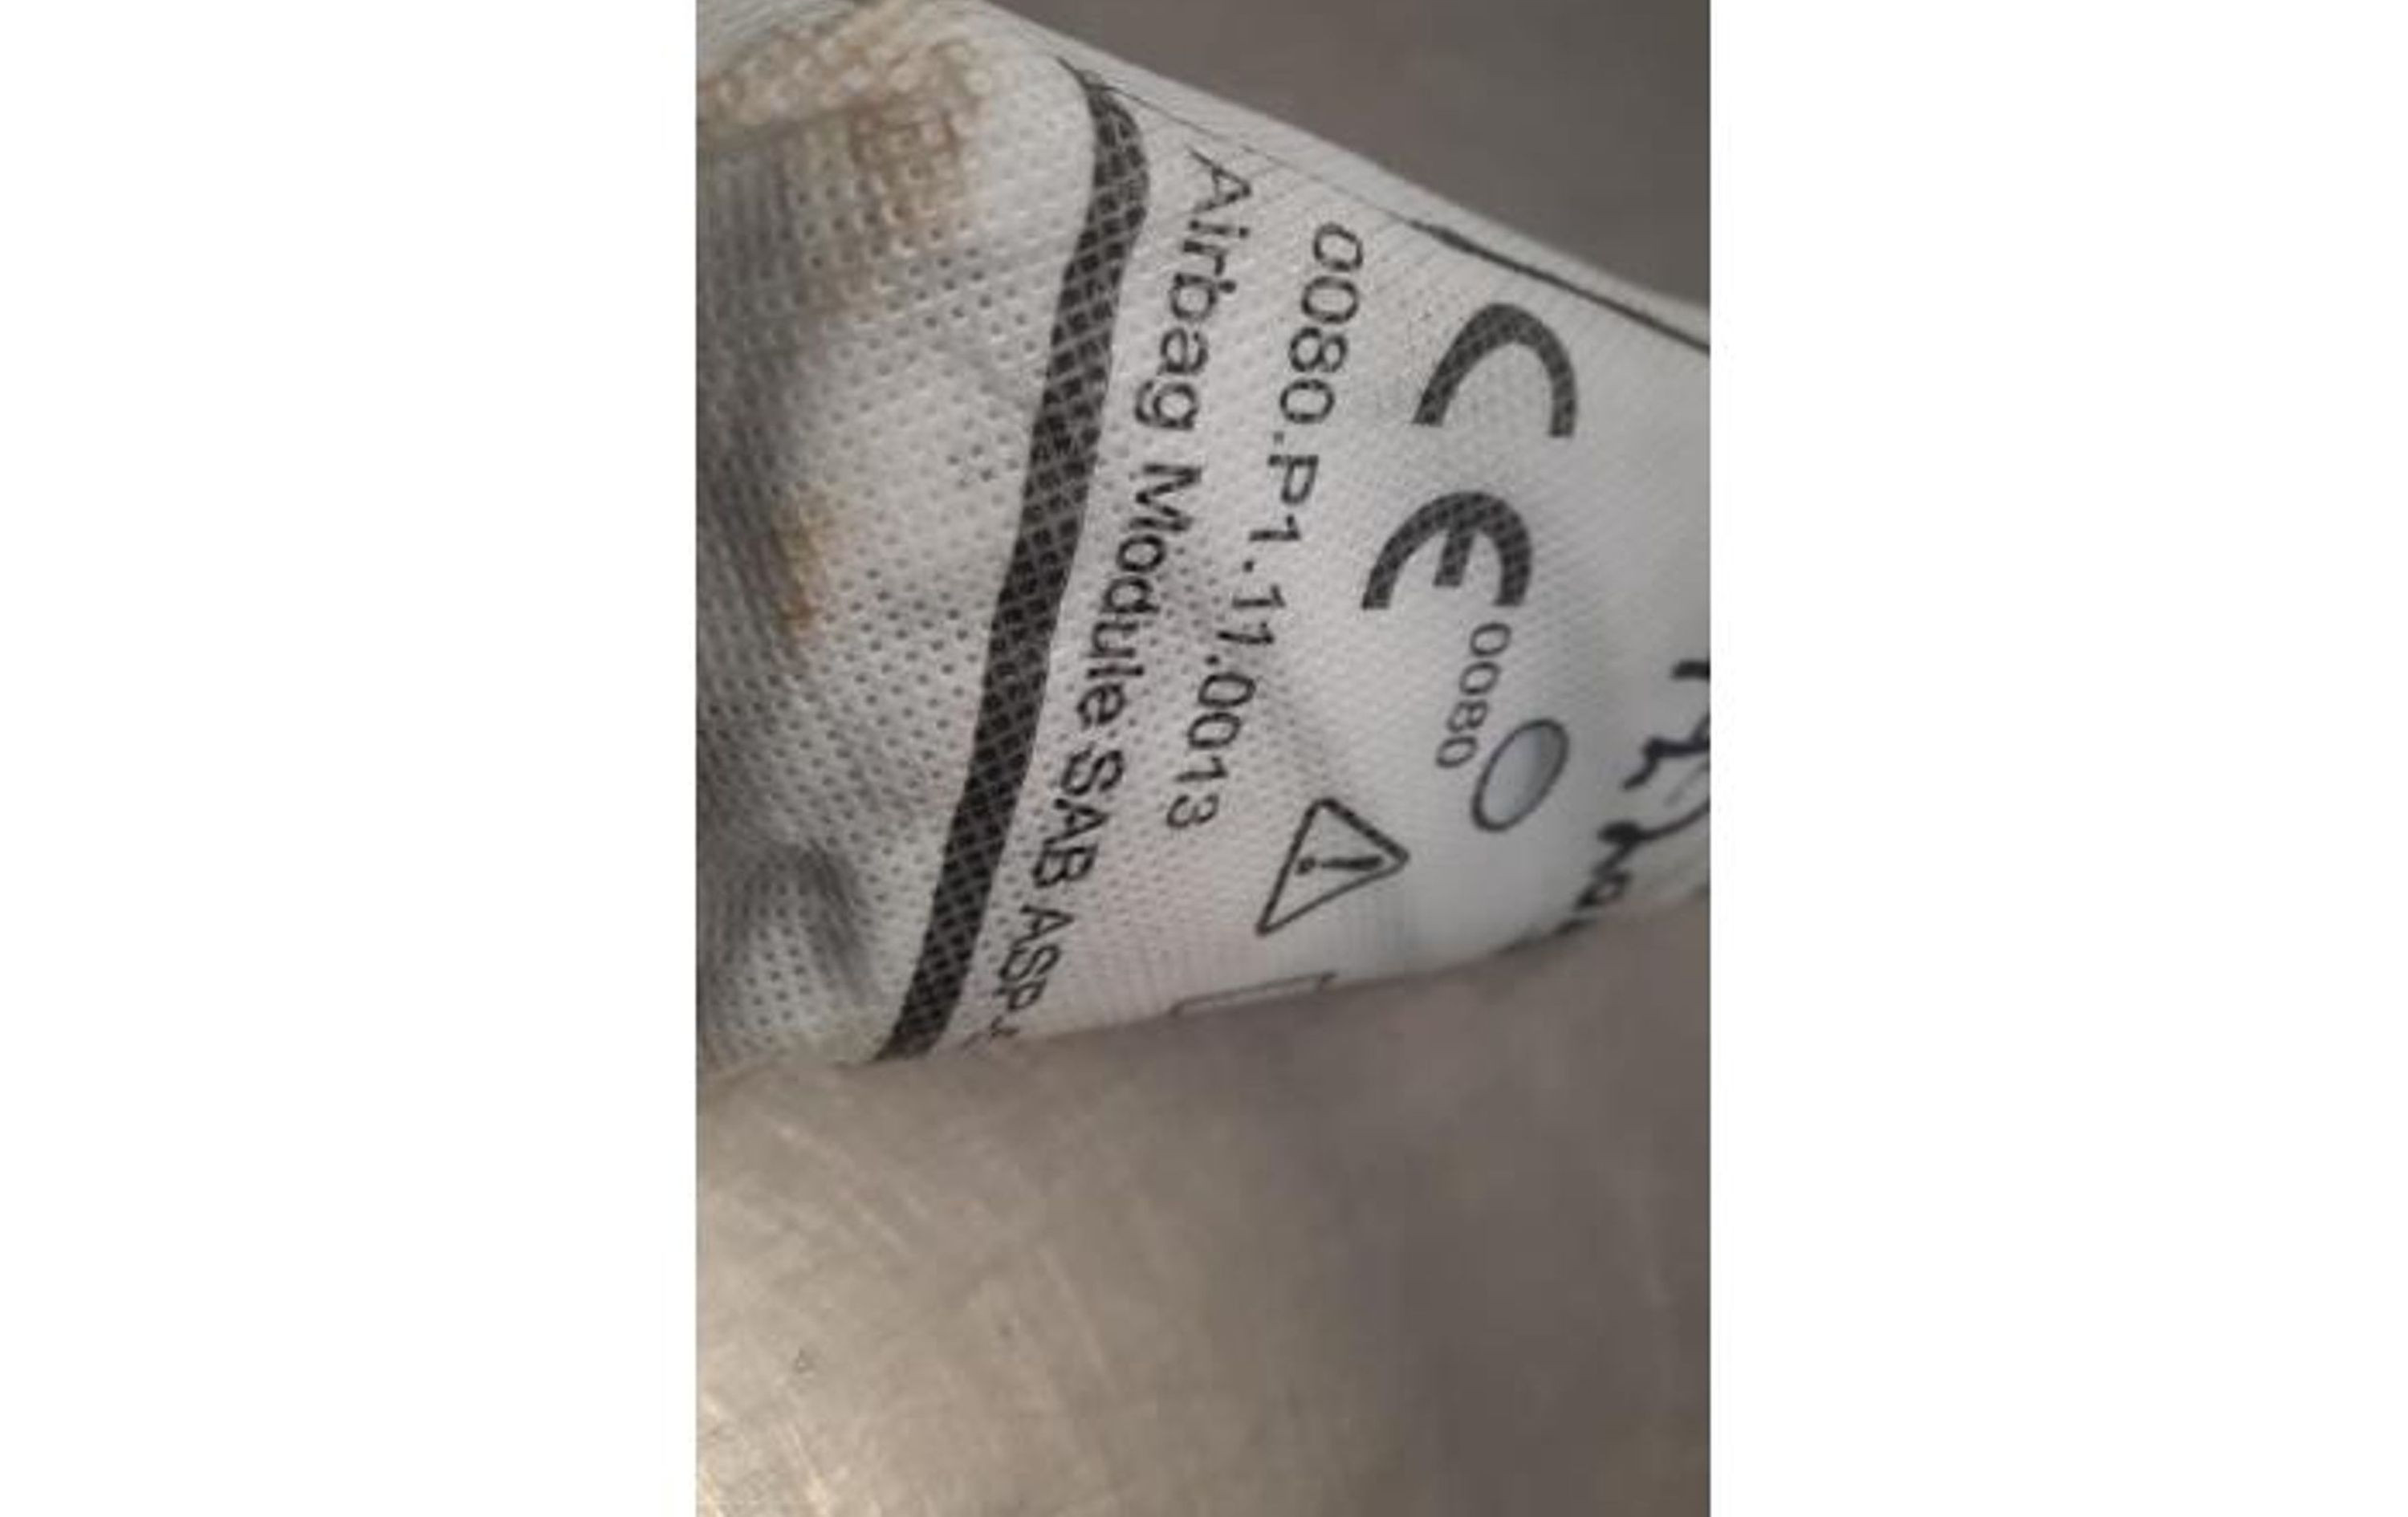 CE 0080
0080.P1.11.0013
Airbag Module SAB ASP